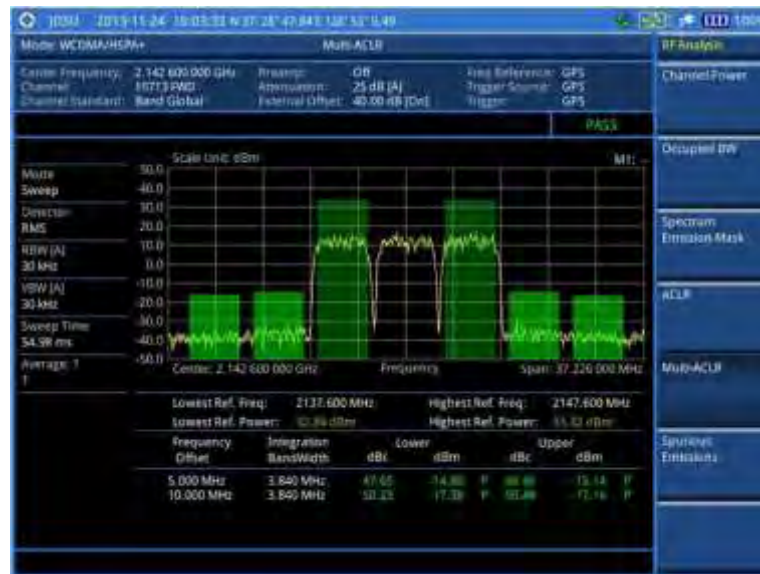 JDSU 2013-11-24
Mode: WCDMA/HSPA+ Multi-ACLR
RF Analysis
Center Frequency: 2.142 600 000 GHz Preamp: Off Freq Reference: GPS
Channel: 10713 FWD Attenuation: 25 dB [A] Trigger Source: GPS
Channel Standard: Band Global External Offset: 40.00 dB [On] Trigger: GPS
Channel Power
PASS
Occupied BW
Scale Unit: dBm M1: --
Mode
Sweep
50.0
40.0
30.0
20.0
10.0
0.0
-10.0
-20.0
-30.0
-40.0
-50.0
Detector
RMS
RBW [A]
30 kHz
VBW [A]
30 kHz
Sweep Time
54.98 ms
Average: 1
1
Spectrum
Emission Mask
ACLR
Multi-ACLR
Spurious
Emissions
Center: 2.142 600 000 GHz Frequency Span: 37.226 000 MHz
Lowest Ref. Freq: 2137.600 MHz Highest Ref. Freq: 2147.600 MHz
Lowest Ref. Power: dBm Highest Ref. Power: dBm
Frequency Integration Lower Upper
Offset BandWidth dBc dBm dBc dBm
5.000 MHz 3.840 MHz P P
10.000 MHz 3.840 MHz P P